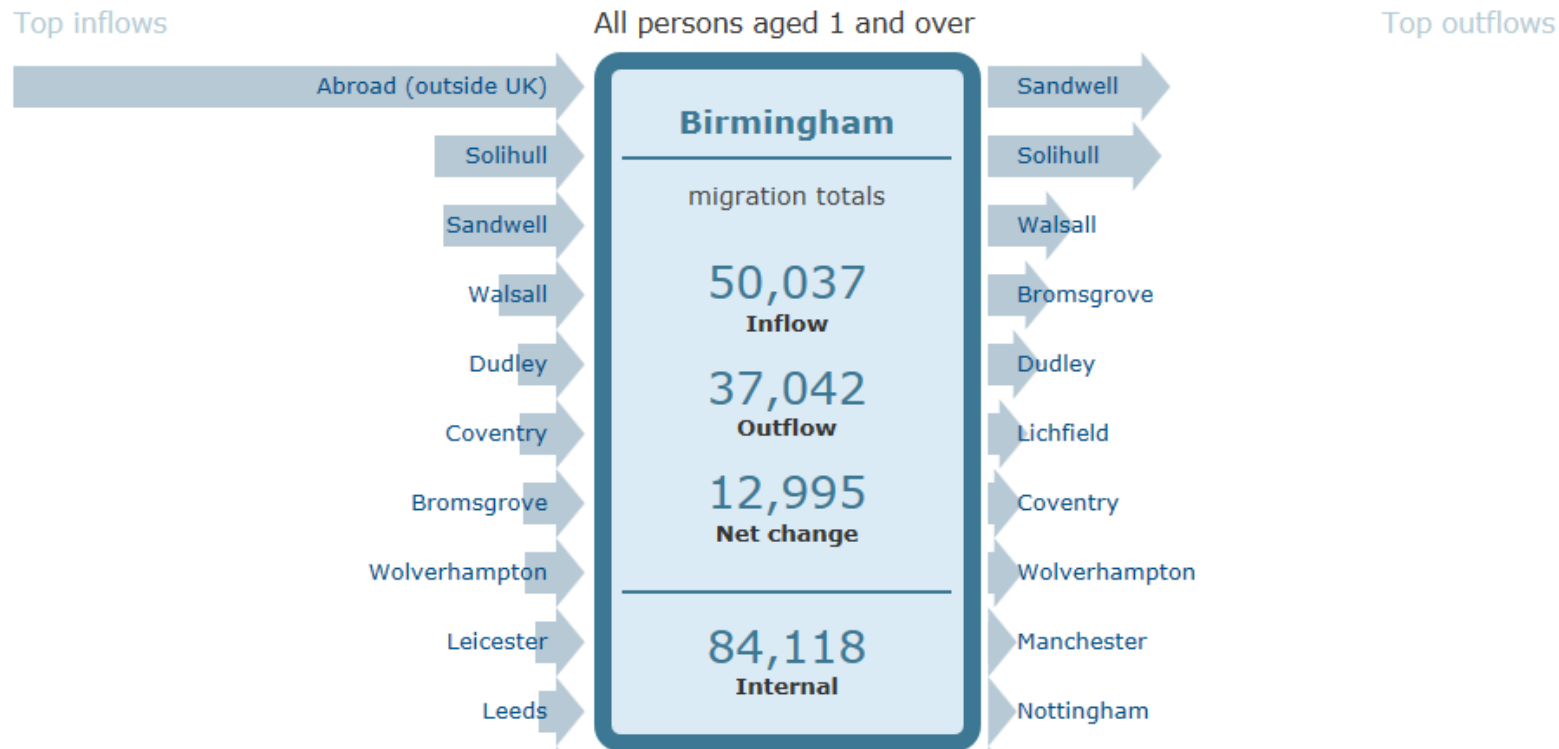 Top inflows
All persons aged 1 and over
Top outflows
Abroad (outside UK)
Solihull
Sandwell
Walsall
Dudley
Coventry
Bromsgrove
Wolverhampton
Leicester
Leeds
Birmingham
migration totals
50,037
Inflow
37,042
Outflow
12,995
Net change
84,118
Internal
Sandwell
Solihull
Walsall
Bromsgrove
Dudley
Lichfield
Coventry
Wolverhampton
Manchester
Nottingham